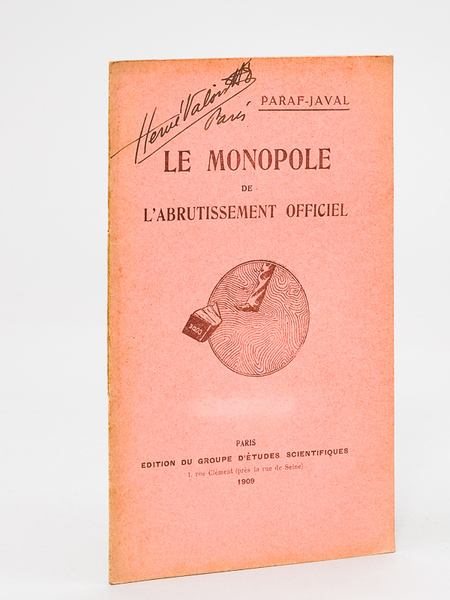 Hervé Valois
Paris
PARAF-JAVAL
LE MONOPOLE
DE
L'ABRUTISSEMENT OFFICIEL
CODE
PARIS
EDITION DU GROUPE D'ÉTUDES SCIENTIFIQUES
1, rue Clément (près la rue de Seine)
1909